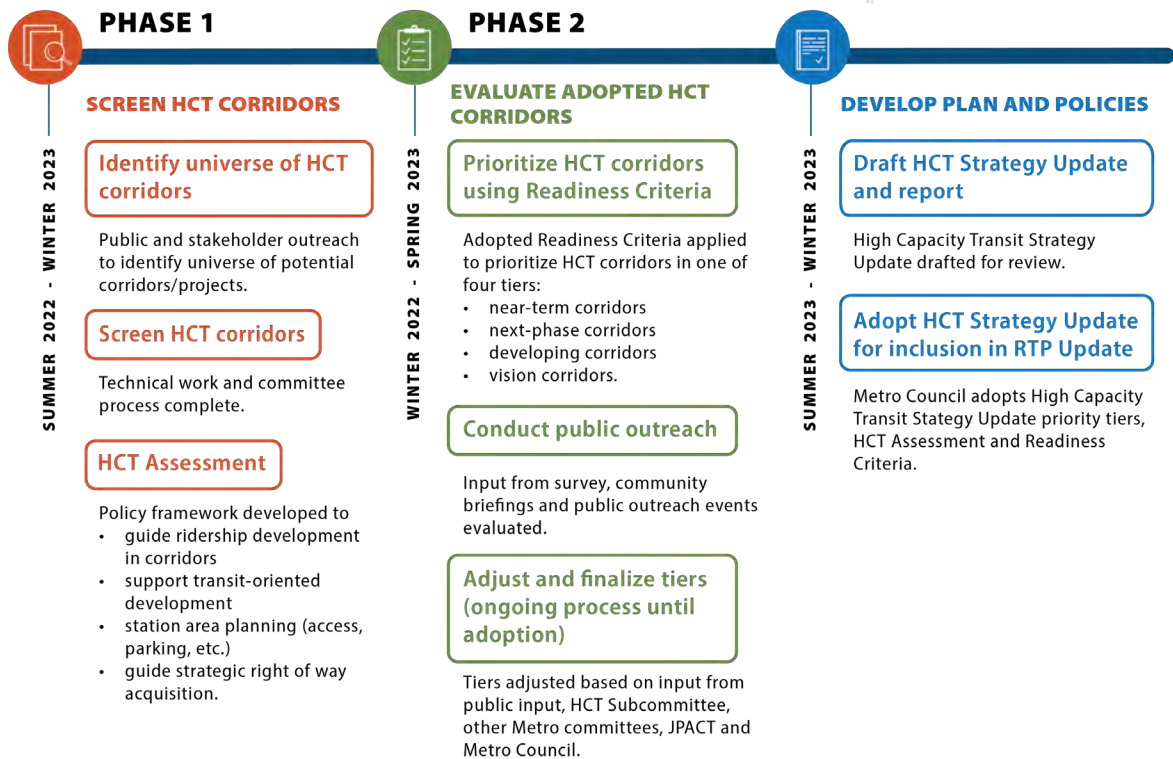 PHASE 1
SUMMER 2022 - WINTER 2023
SCREEN HCT CORRIDORS
Identify universe of HCT
corridors
Public and stakeholder outreach
to identify universe of potential
corridors/projects.
Screen HCT corridors
Technical work and committee
process complete.
HCT Assessment
Policy framework developed to
• guide ridership development
in corridors
• support transit-oriented
development
• station area planning (access,
parking, etc.)
• guide strategic right of way
acquisition.
PHASE 2
WINTER 2022 - SPRING 2023
EVALUATE ADOPTED HCT
CORRIDORS
Prioritize HCT corridors
using Readiness Criteria
Adopted Readiness Criteria applied
to prioritize HCT corridors in one of
four tiers:
• near-term corridors
• next-phase corridors
• developing corridors
• vision corridors.
Conduct public outreach
Input from survey, community
briefings and public outreach events
evaluated.
Adjust and finalize tiers
(ongoing process until
adoption)
Tiers adjusted based on input from
public input, HCT Subcommittee,
other Metro committees, JPACT and
Metro Council.
SUMMER 2023 - WINTER 2023
DEVELOP PLAN AND POLICIES
Draft HCT Strategy Update
and report
High Capacity Transit Strategy
Update drafted for review.
Adopt HCT Strategy Update
for inclusion in RTP Update
Metro Council adopts High Capacity
Transit Stategy Update priority tiers,
HCT Assessment and Readiness
Criteria.